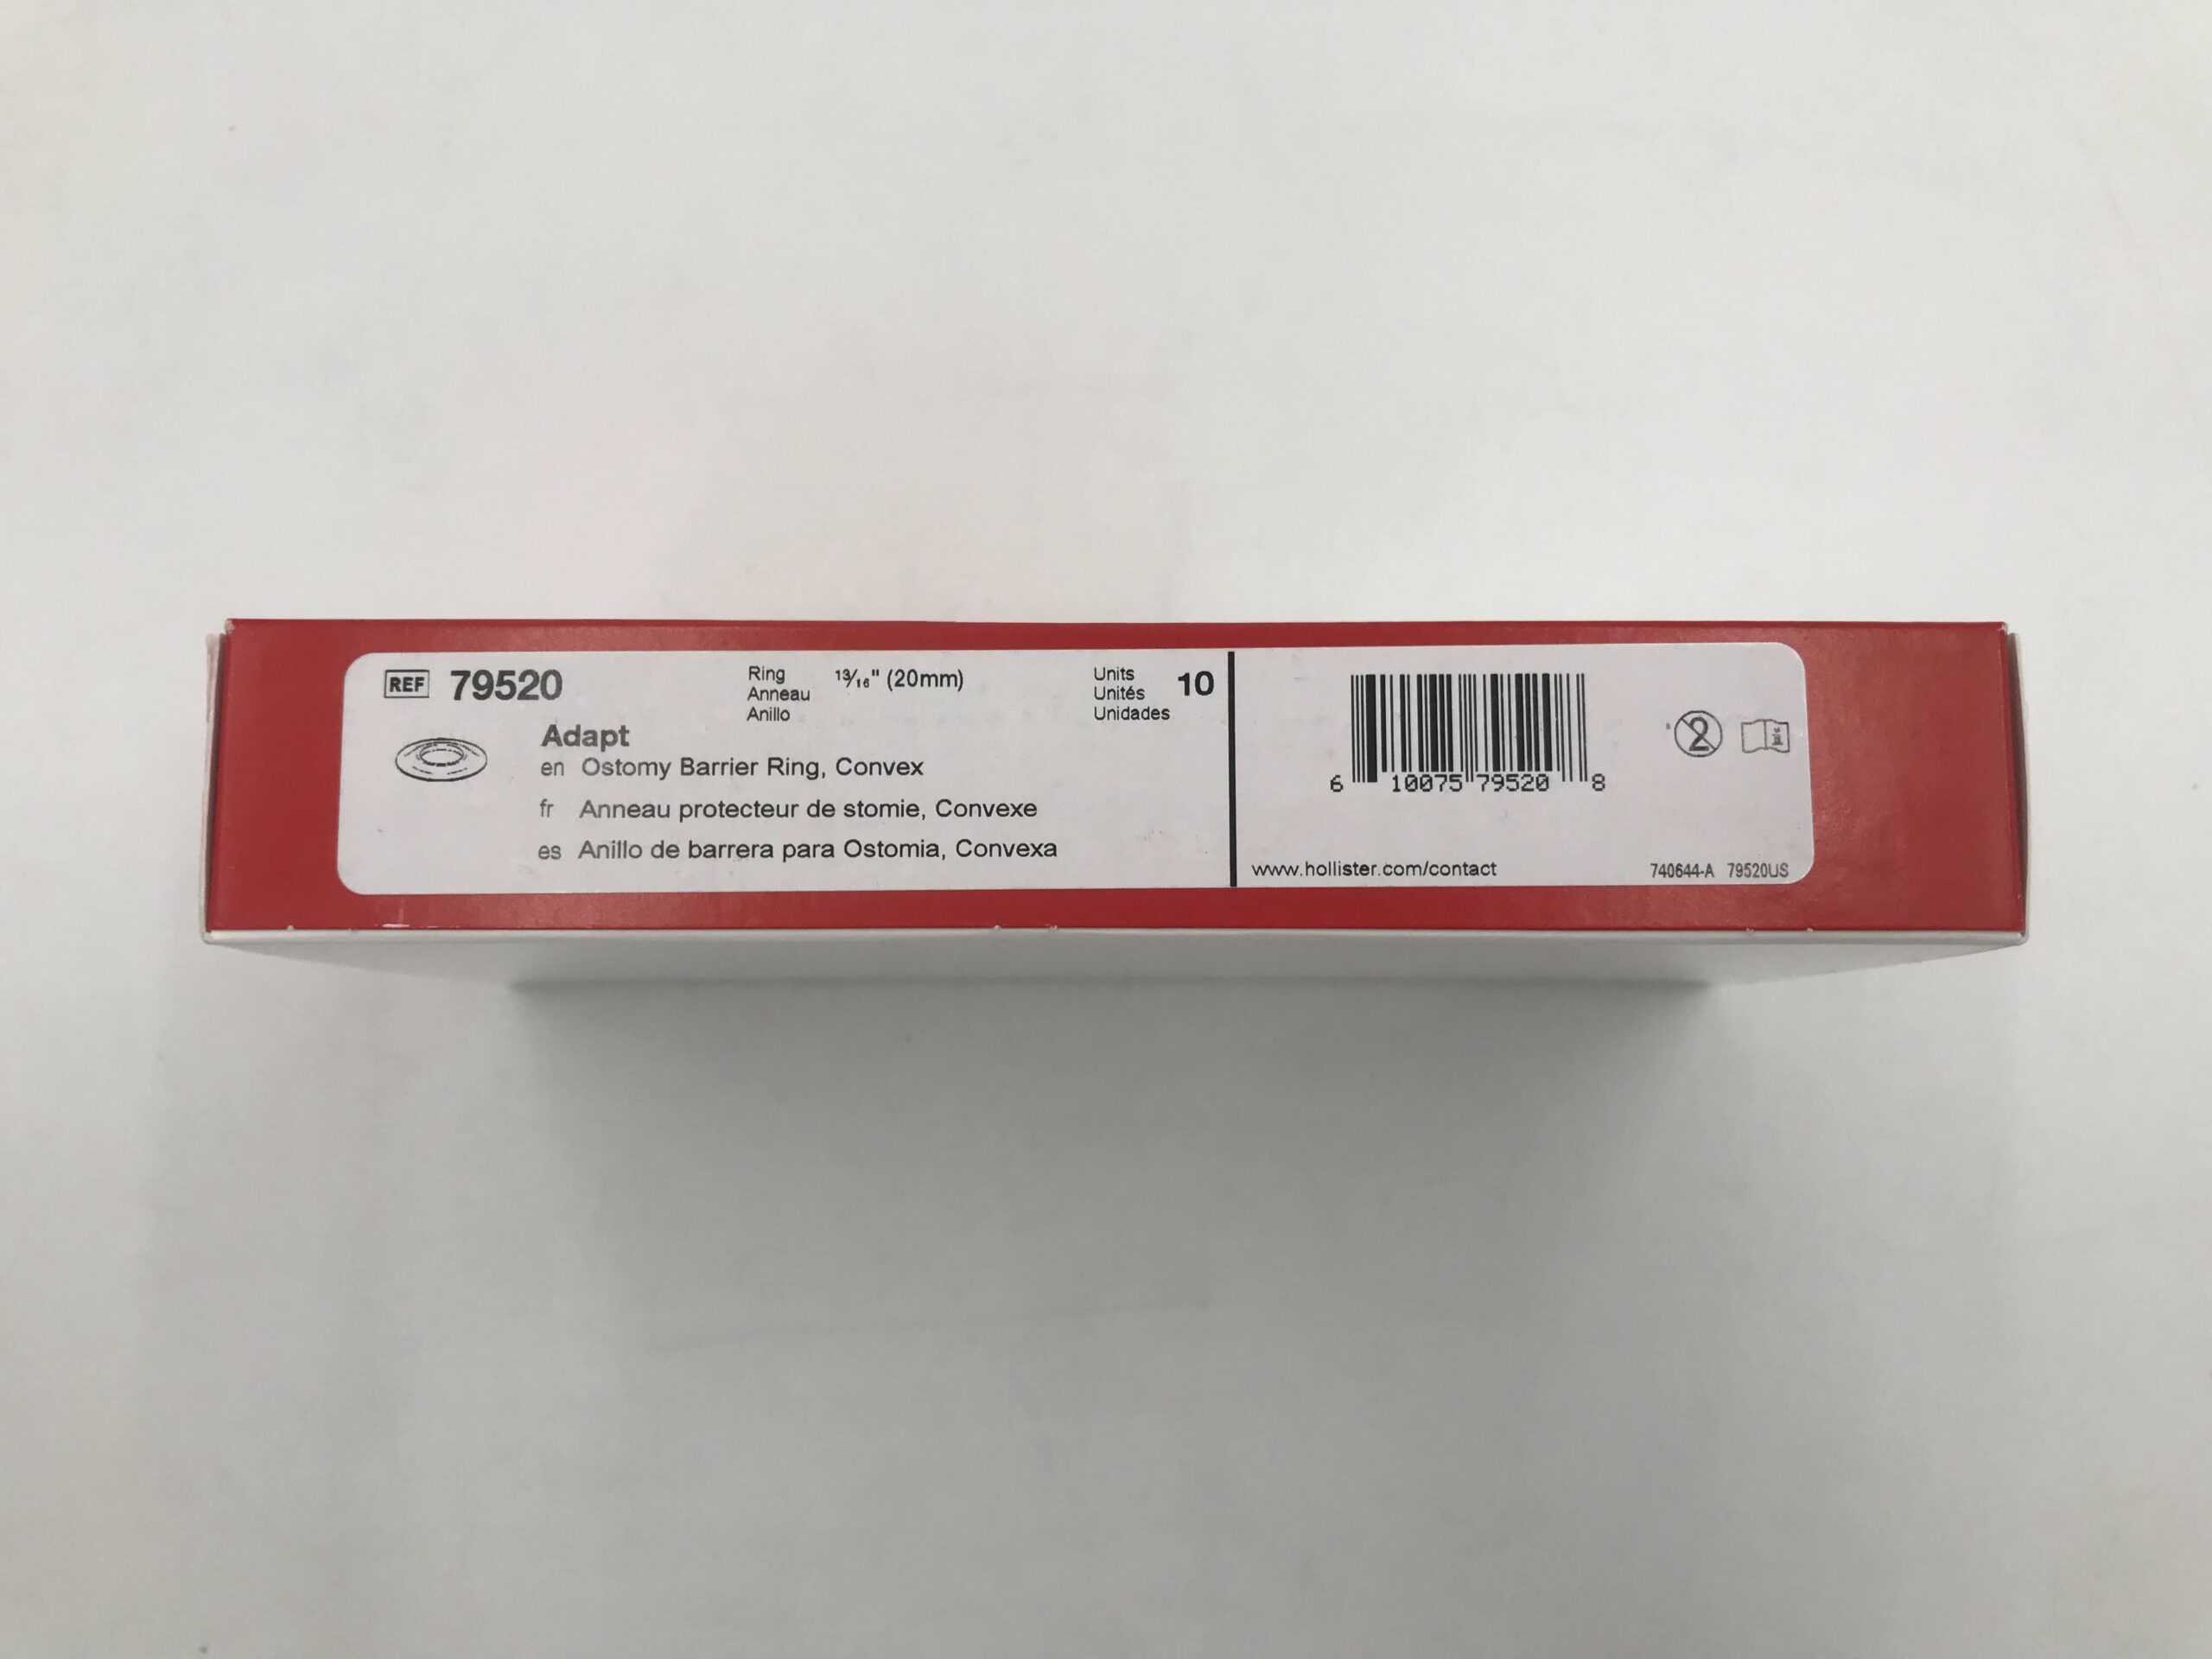 REF 79520
Ring
Anneau
Anillo
13/16" (20mm)
Units
Unités
Unidades
10
Adapt
en Ostomy Barrier Ring, Convex
fr Anneau protecteur de stomie, Convexe
es Anillo de barrera para Ostomia, Convexa
6 10075 79520 8
2
www.hollister.com/contact
740644-A 79520US